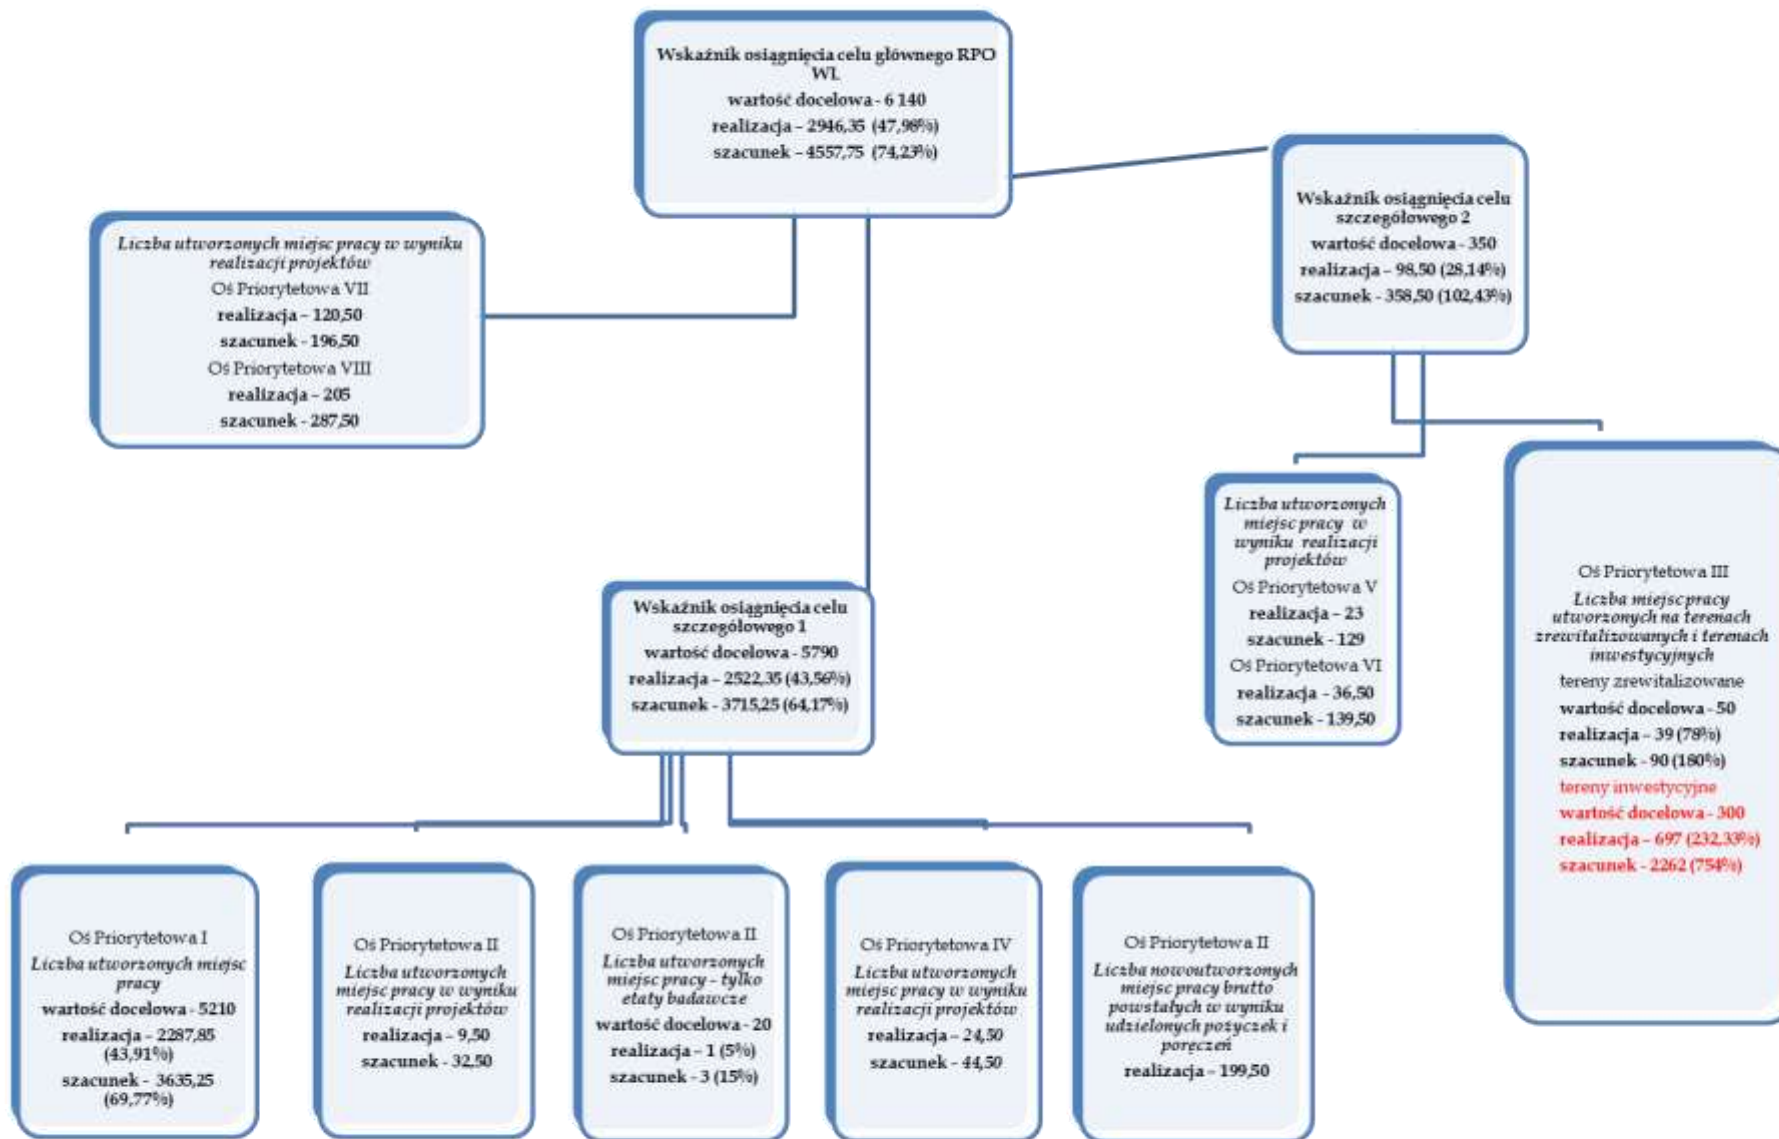 Wskaźnik osiągnięcia celu głównego RPO
WL
wartość docelowa - 6 140
realizacja – 2946,35 (47,98%)
szacunek – 4557,75 (74,23%)
Wskaźnik osiągnięcia celu
szczegółowego 2
wartość docelowa - 350
realizacja – 98,50 (28,14%)
szacunek - 358,50 (102,43%)
Liczba utworzonych miejsc pracy w wyniku
realizacji projektów
Oś Priorytetowa VII
realizacja – 120,50
szacunek - 196,50
Oś Priorytetowa VIII
realizacja – 205
szacunek - 287,50
Liczba utworzonych
miejsc pracy w
wyniku realizacji
projektów
Oś Priorytetowa V
realizacja – 23
szacunek - 129
Oś Priorytetowa VI
realizacja – 36,50
szacunek - 139,50
Oś Priorytetowa III
Liczba miejsc pracy
utworzonych na terenach
zrewitalizowanych i terenach
inwestycyjnych
tereny zrewitalizowane
wartość docelowa - 50
realizacja – 39 (78%)
szacunek - 90 (180%)
tereny inwestycyjne
wartość docelowa - 300
realizacja – 697 (232,33%)
szacunek - 2262 (754%)
Wskaźnik osiągnięcia celu
szczegółowego 1
wartość docelowa - 5790
realizacja – 2522,35 (43,56%)
szacunek - 3715,25 (64,17%)
Oś Priorytetowa I
Liczba utworzonych miejsc
pracy
wartość docelowa - 5210
realizacja – 2287,85
(43,91%)
szacunek - 3635,25
(69,77%)
Oś Priorytetowa II
Liczba utworzonych
miejsc pracy w wyniku
realizacji projektów
realizacja – 9,50
szacunek - 32,50
Oś Priorytetowa II
Liczba utworzonych
miejsc pracy - tylko
etaty badawcze
wartość docelowa - 20
realizacja – 1 (5%)
szacunek - 3 (15%)
Oś Priorytetowa IV
Liczba utworzonych
miejsc pracy w wyniku
realizacji projektów
realizacja – 24,50
szacunek - 44,50
Oś Priorytetowa II
Liczba nowoutworzonych
miejsc pracy brutto
powstałych w wyniku
udzielonych pożyczek i
poręczeń
realizacja – 199,50